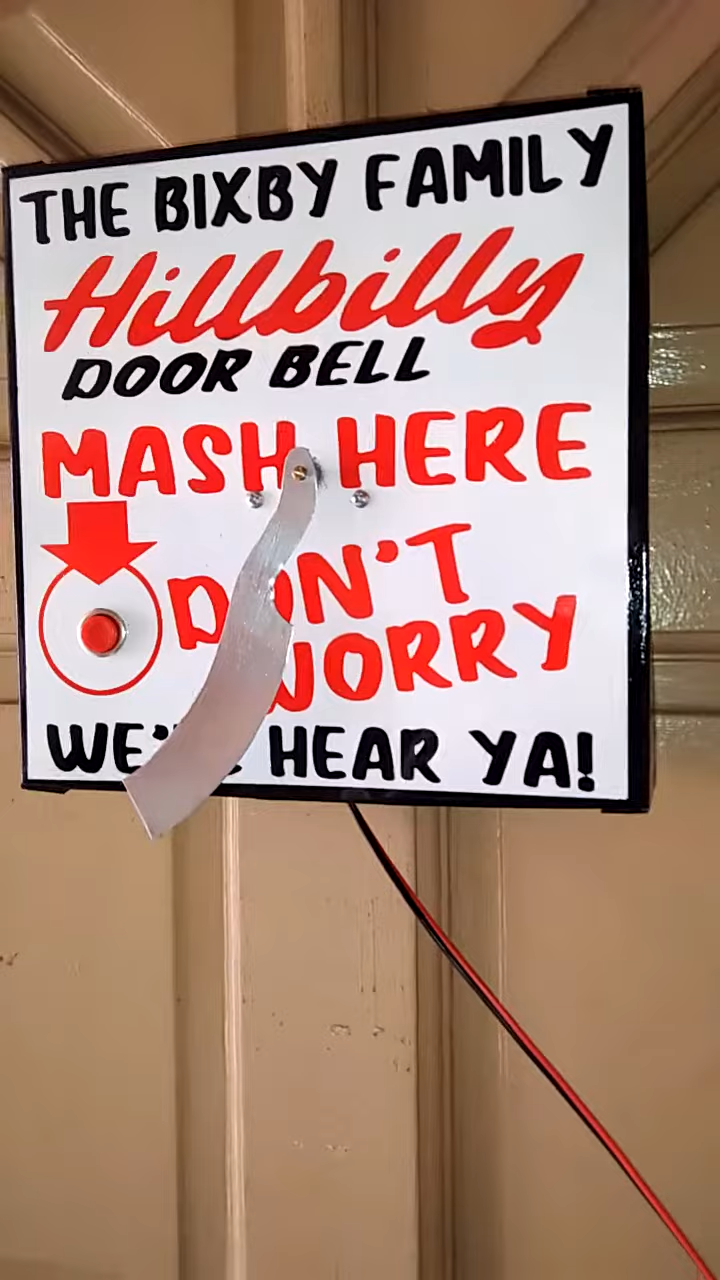 THE BIXBY FAMILY
Hillbilly
DOOR BELL
MASH HERE
DON'T
WORRY
WE'LL HEAR YA!